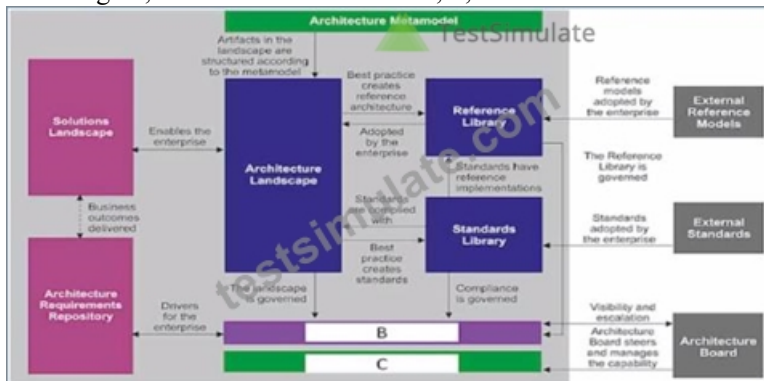 Architecture Metamodel
TestSimulate
Artifacts in the
landscape are
structured according
to the metamodel
Best practice
creates
reference
architecture
Reference
models
adopted by
the enterprise
External
Reference
Models
Solutions
Landscape
Enables the
enterprise
Architecture
Landscape
Adopted
by the
enterprise
Reference
Library
The Reference
Library is
governed
Standards have
reference
implementations
Business
outcomes
delivered
Standards
are complied
with
Standards
Library
Standards
adopted by
the enterprise
External
Standards
Best
practice
creates
standards
Architecture
Requirements
Repository
The landscape
is governed
Compliance
is governed
Drivers
for the
enterprise
B
Visibility and
escalation
Architecture
Board steers
and manages
the capability
Architecture
Board
C
testsimulate.com